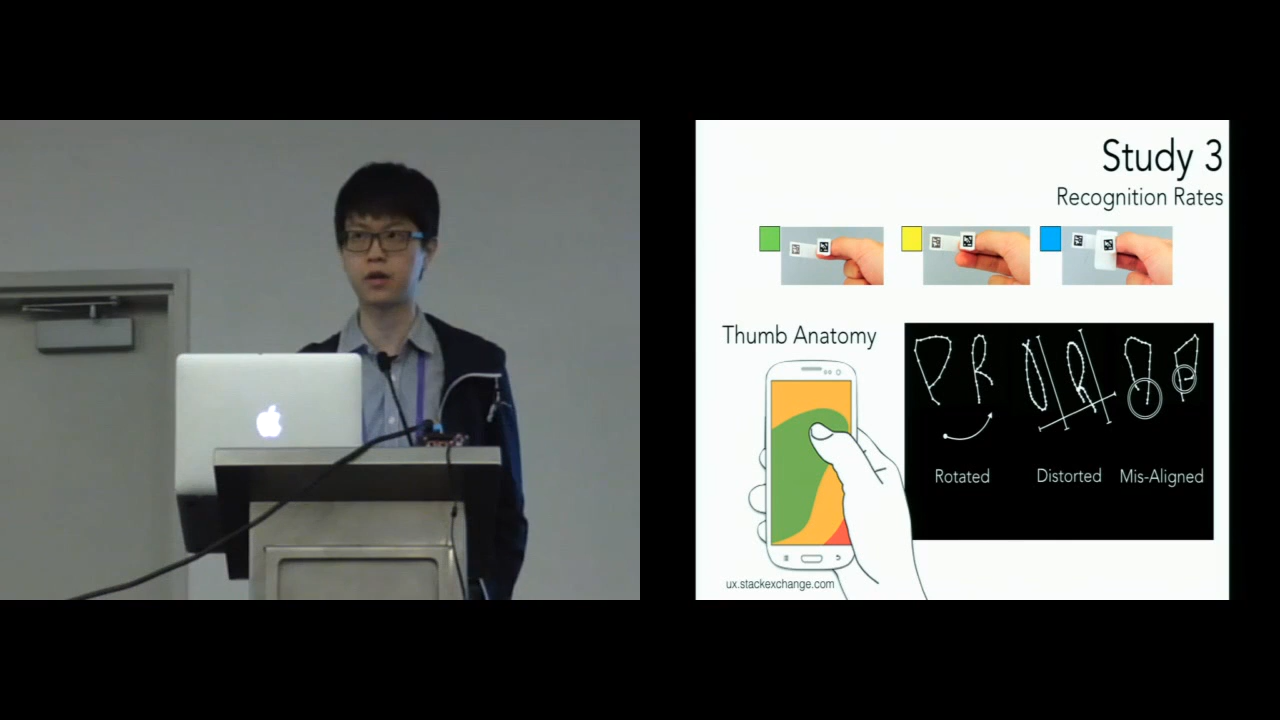 Study 3
Recognition Rates
Thumb Anatomy
P R
Rotated
Distorted
Mis-Aligned
ux.stackexchange.com